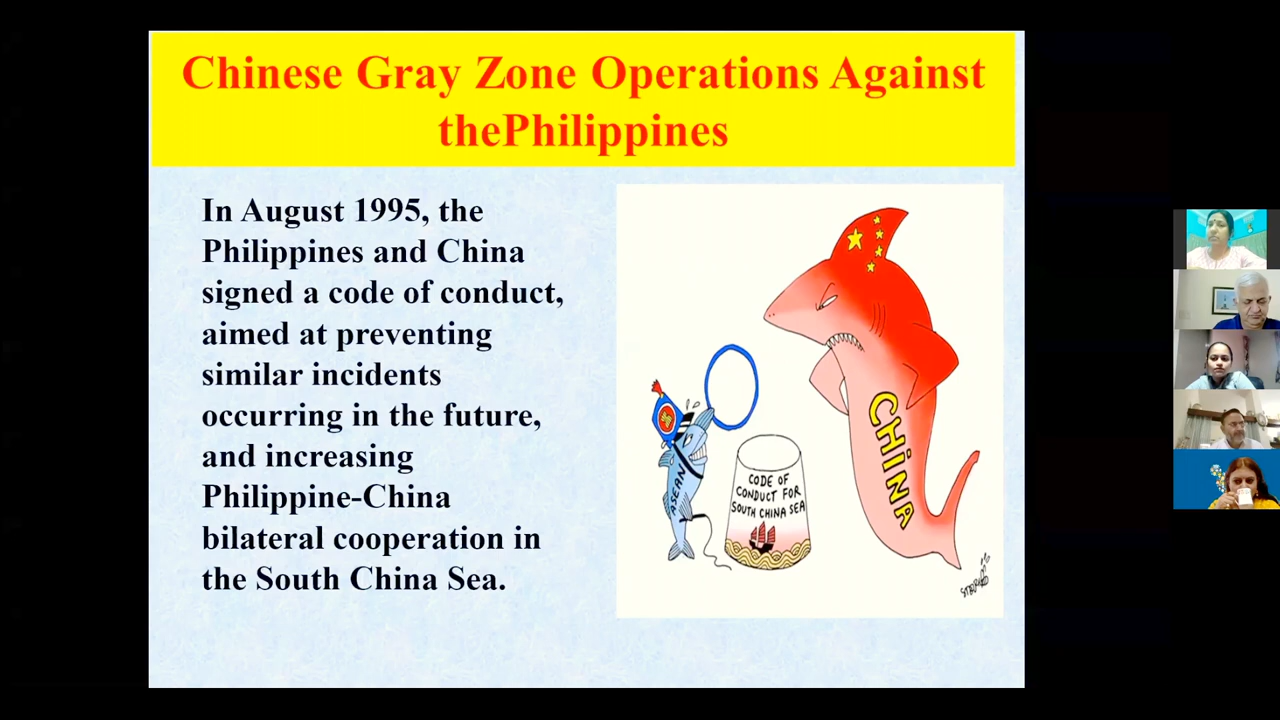 Chinese Gray Zone Operations Against
thePhilippines
In August 1995, the
Philippines and China
signed a code of conduct,
aimed at preventing
similar incidents
occurring in the future,
and increasing
Philippine-China
bilateral cooperation in
the South China Sea.
ASEAN
CODE OF
CONDUCT FOR
SOUTH CHINA SEA
CHiNA